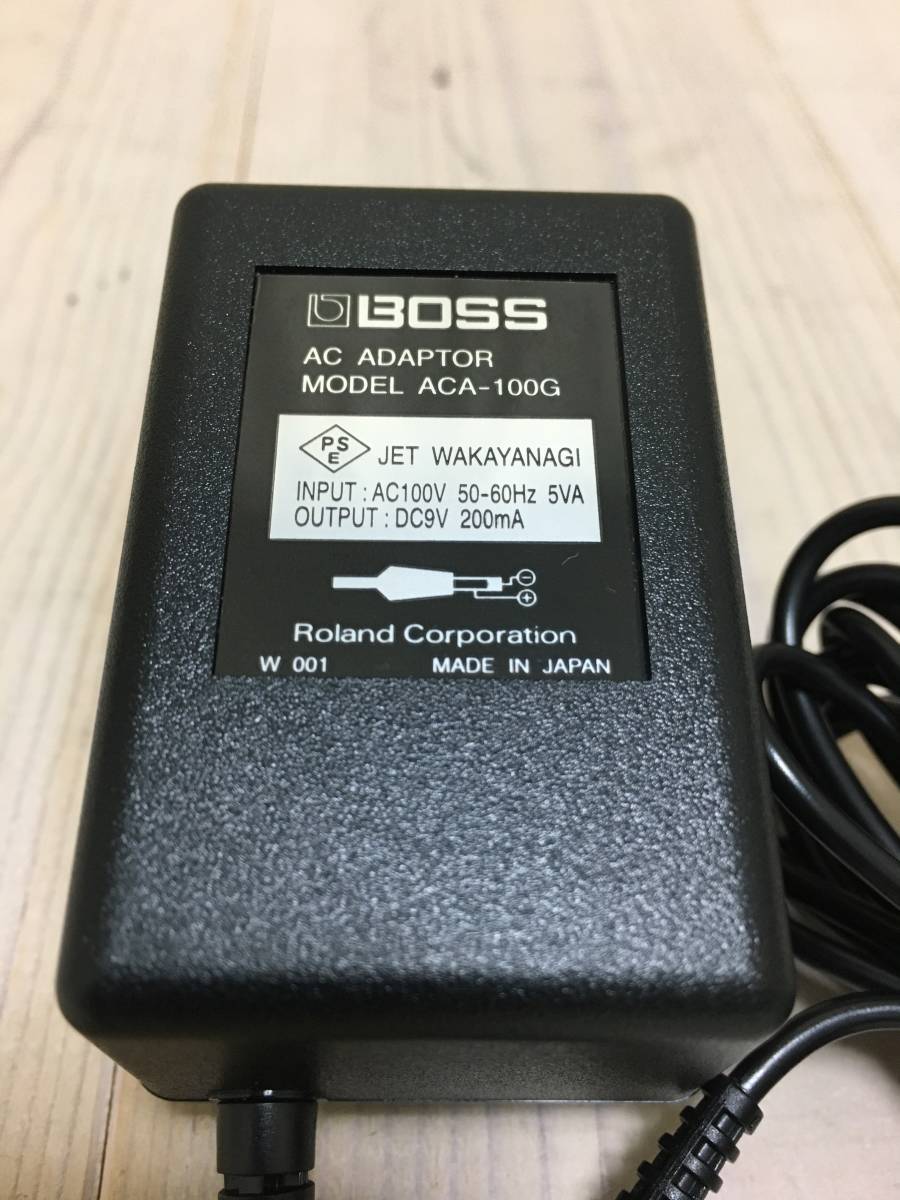 BOSS
AC ADAPTOR
MODEL ACA-100G
PS
E
JET WAKAYANAGI
INPUT : AC100V 50-60Hz 5VA
OUTPUT : DC9V 200mA
Roland Corporation
W 001 MADE IN JAPAN